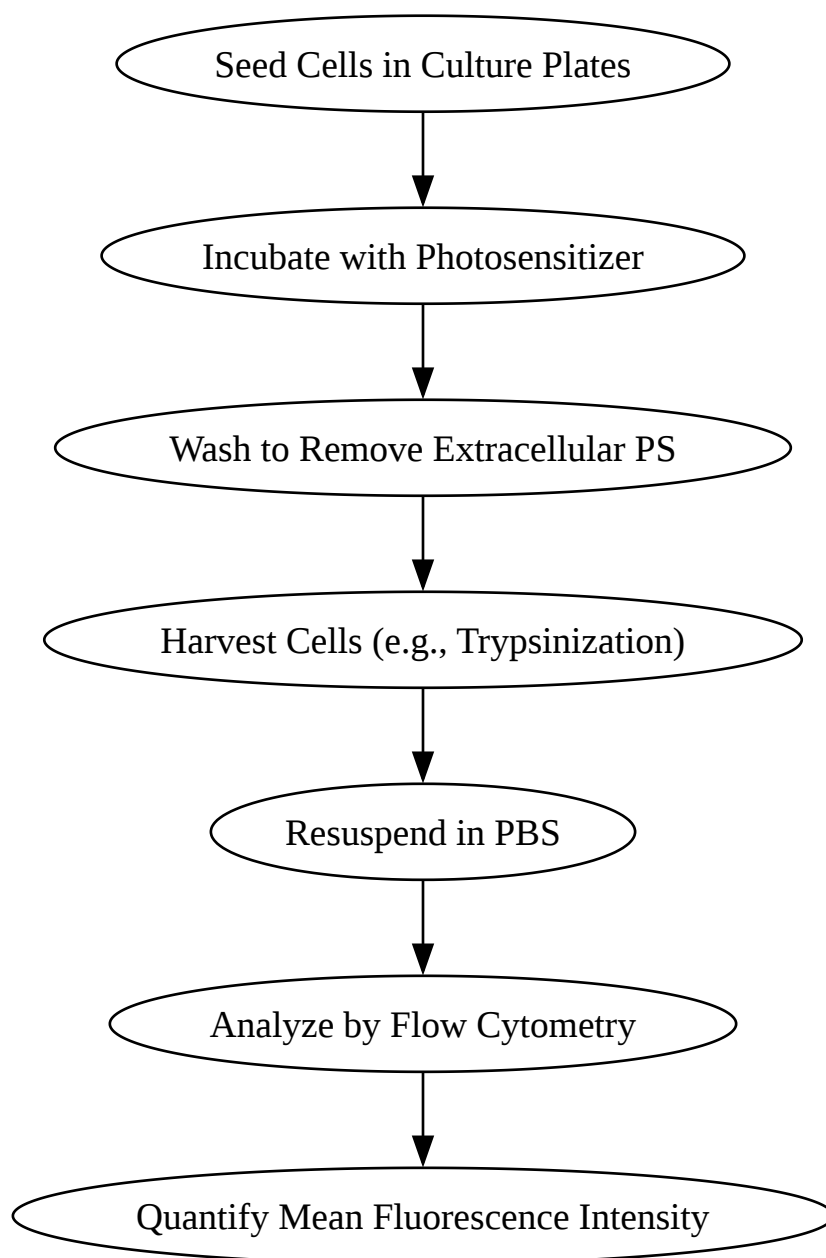 Seed Cells in Culture Plates
Incubate with Photosensitizer
Wash to Remove Extracellular PS
Harvest Cells (e.g., Trypsinization)
Resuspend in PBS
Analyze by Flow Cytometry
Quantify Mean Fluorescence Intensity